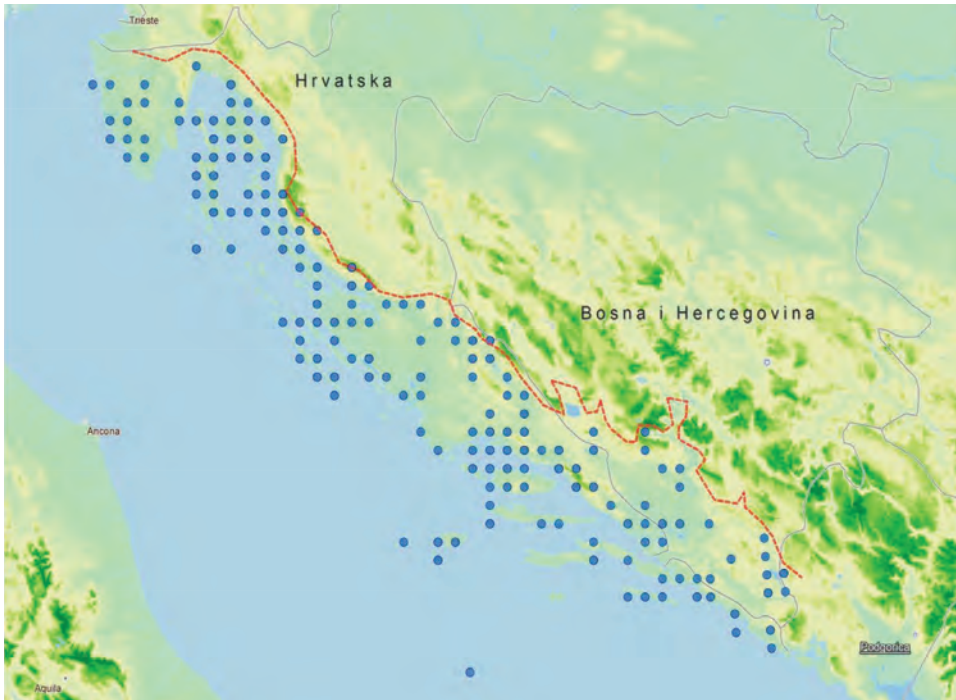 Trieste
Hrvatska
Bosna i Hercegovina
Ancona
Podgorica
Aquila